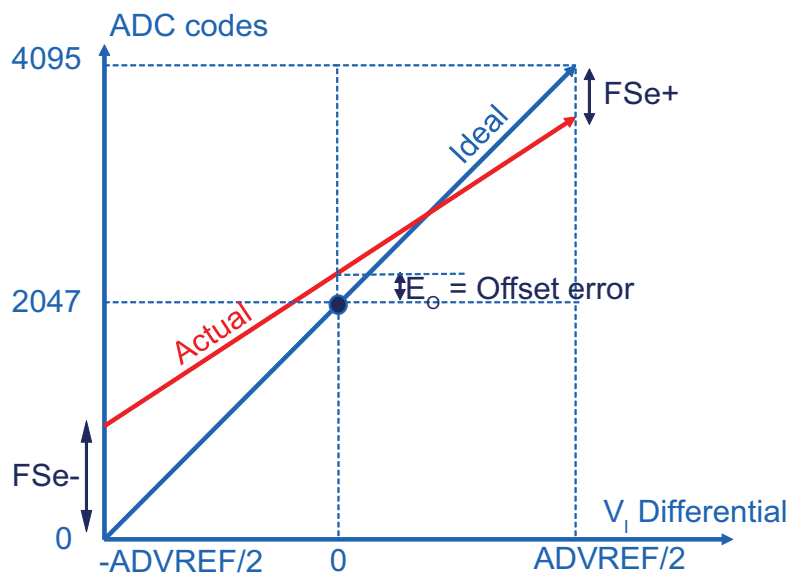 ADC codes
4095
FSe+
Ideal
2047
E_O = Offset error
Actual
FSe-
0
V_I Differential
-ADVREF/2
0
ADVREF/2